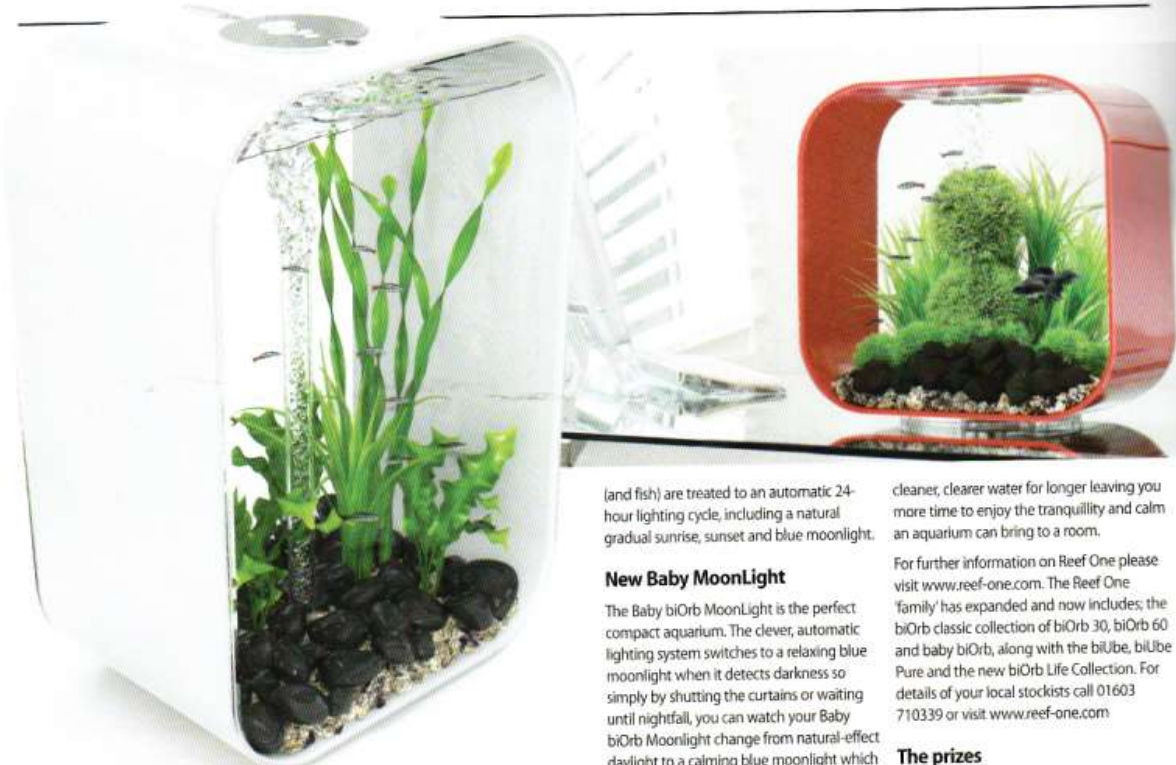 (and fish) are treated to an automatic 24-
hour lighting cycle, including a natural
gradual sunrise, sunset and blue moonlight.
New Baby MoonLight
The Baby biOrb MoonLight is the perfect
compact aquarium. The clever, automatic
lighting system switches to a relaxing blue
moonlight when it detects darkness so
simply by shutting the curtains or waiting
until nightfall, you can watch your Baby
biOrb Moonlight change from natural-effect
daylight to a calming blue moonlight which
cleaner, clearer water for longer leaving you
more time to enjoy the tranquillity and calm
an aquarium can bring to a room.
For further information on Reef One please
visit www.reef-one.com. The Reef One
'family' has expanded and now includes; the
biOrb classic collection of biOrb 30, biOrb 60
and baby biOrb, along with the biUbe, biUbe
Pure and the new biOrb Life Collection. For
details of your local stockists call 01603
710339 or visit www.reef-one.com
The prizes